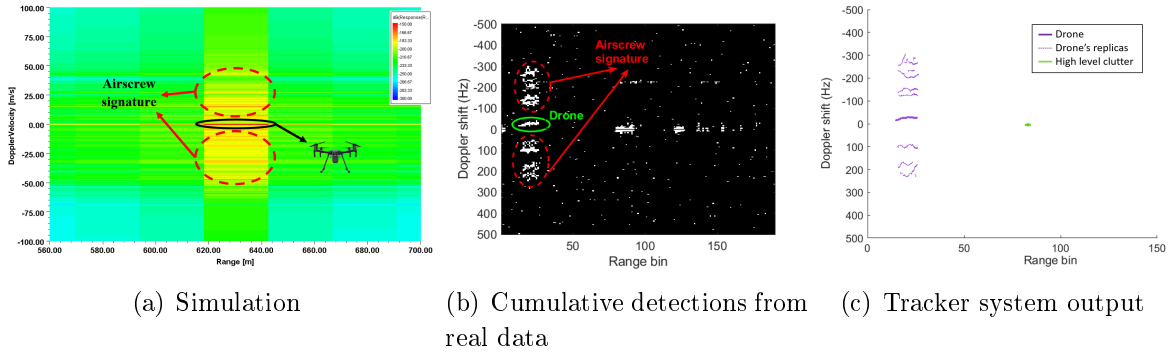 100.00
75.00
50.00
25.00
0.00
-25.00
-50.00
-75.00
-100.00
DopplerVelocity [m/s]
Airscrew
signature
560.00 580.00 600.00 620.00 640.00 660.00 680.00 700.00
Range [m]
(a) Simulation
-500
-400
-300
-200
-100
0
100
200
300
400
500
Doppler shift (Hz)
Airscrew
signature
Drone
50 100 150
Range bin
(b) Cumulative detections from
real data
-500
-400
-300
-200
-100
0
100
200
300
400
500
Doppler shift (Hz)
Drone
Drone's replicas
High level clutter
0 50 100 150
Range bin
(c) Tracker system output